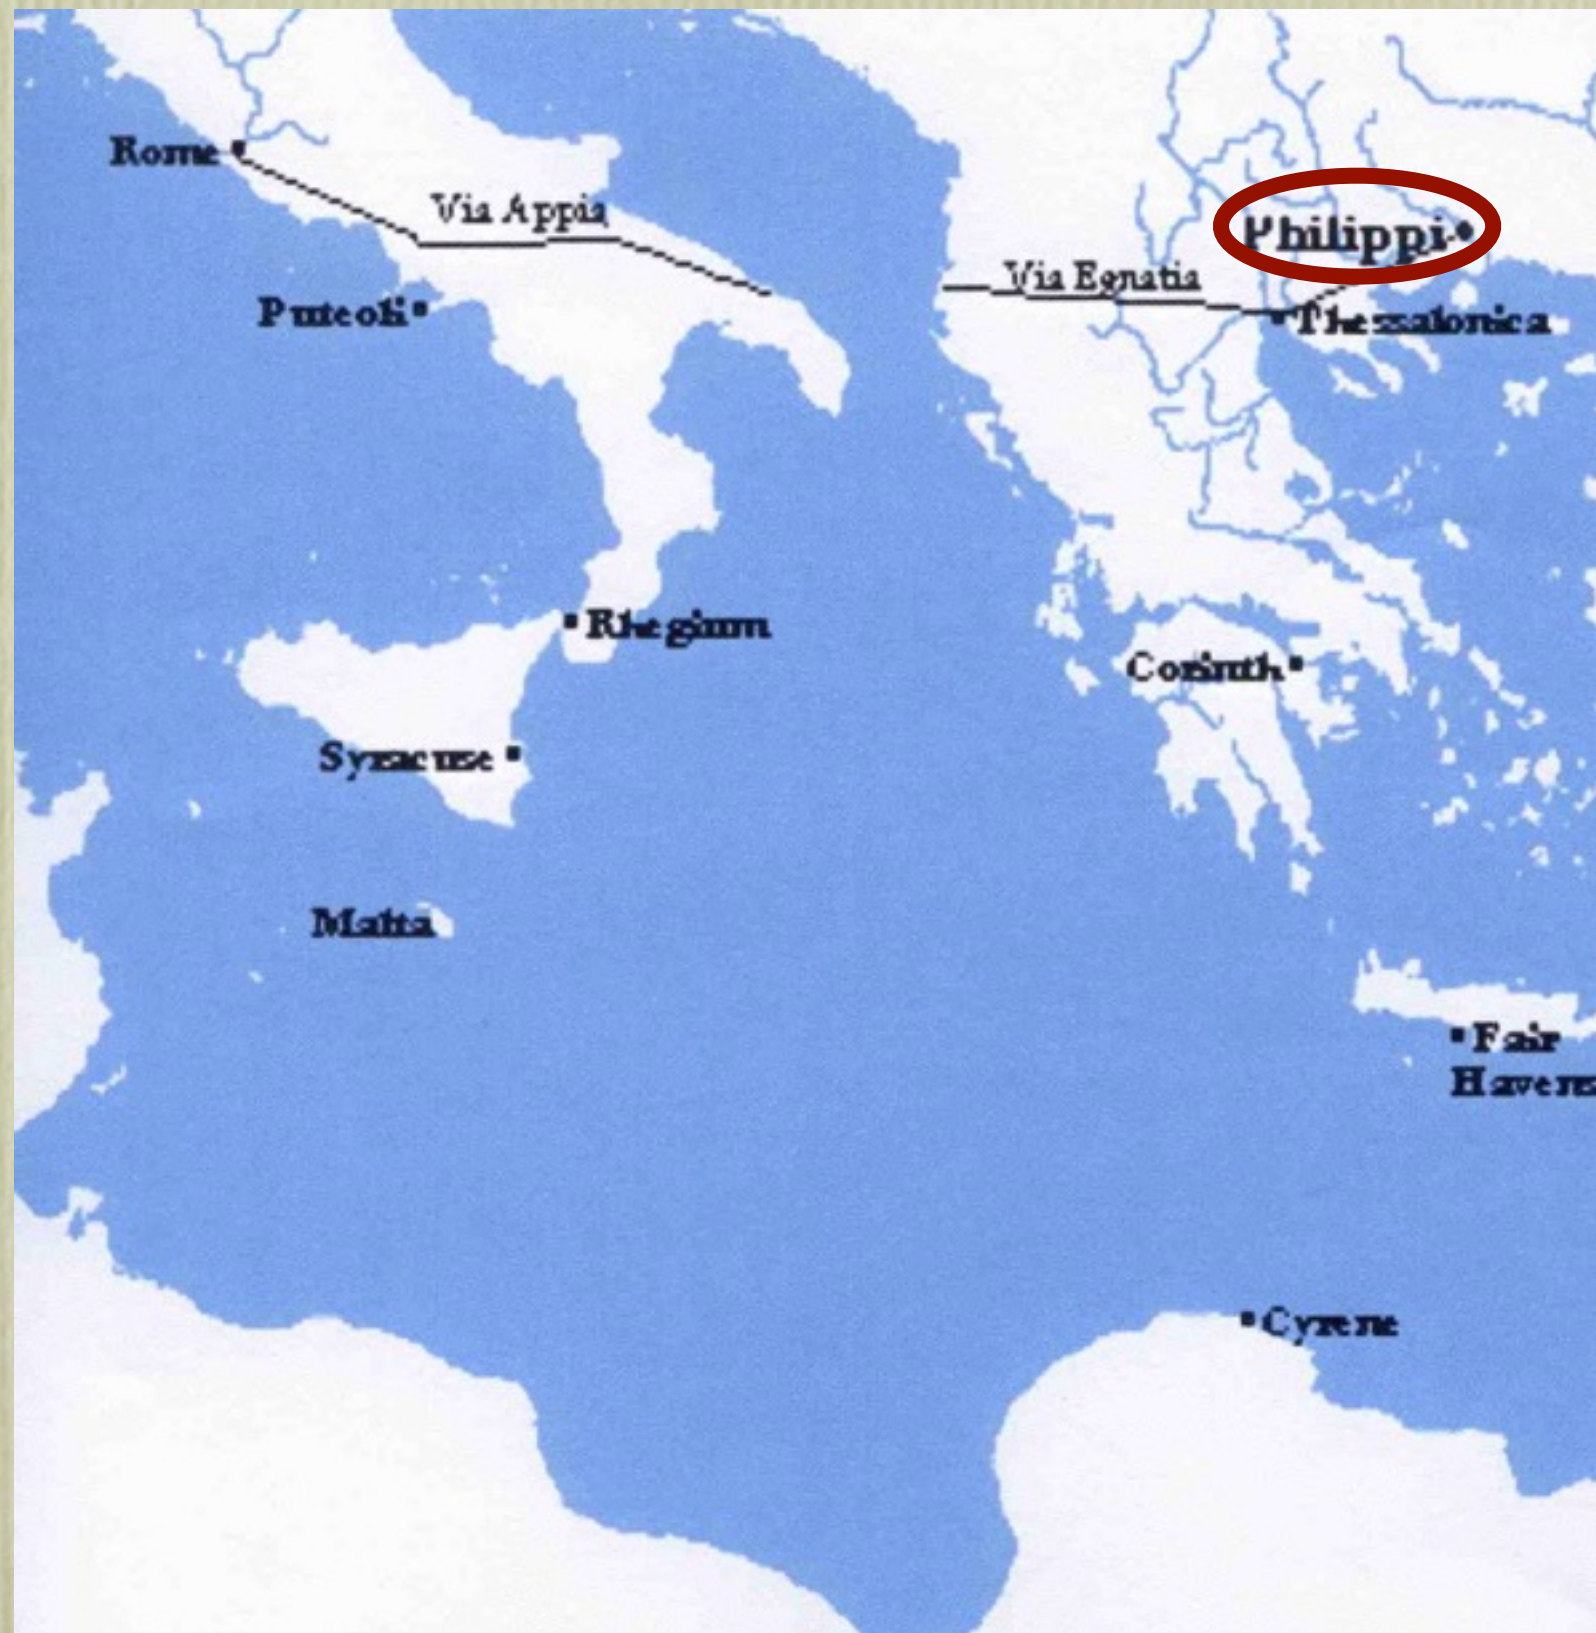 Rome
Via Appia
Philippi
Via Egnatia
Puteoli
Thessalonica
Rhegium
Corinth
Syracuse
Malta
Fair
Havens
Cyrene